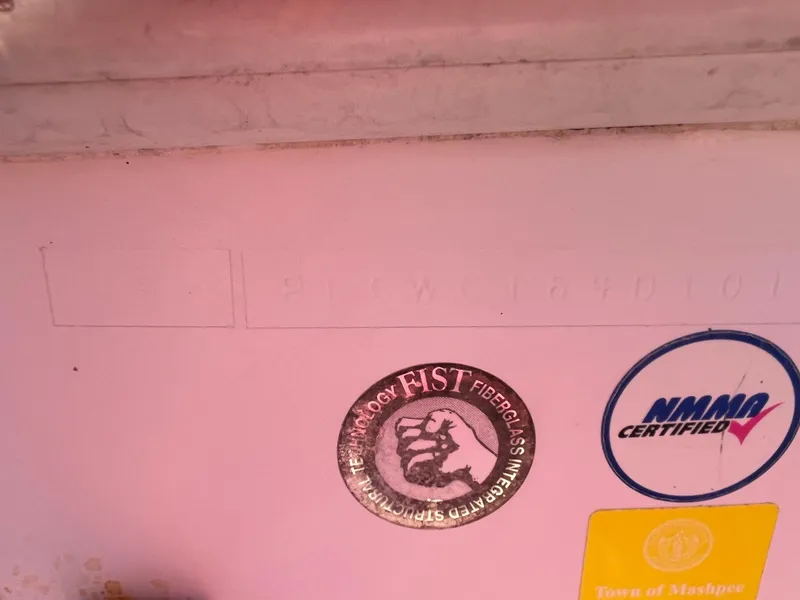 FIST
FIBERGLASS INTEGRATED STRUCTURAL TECHNOLOGY
NMMA
CERTIFIED
Town of Mashpee